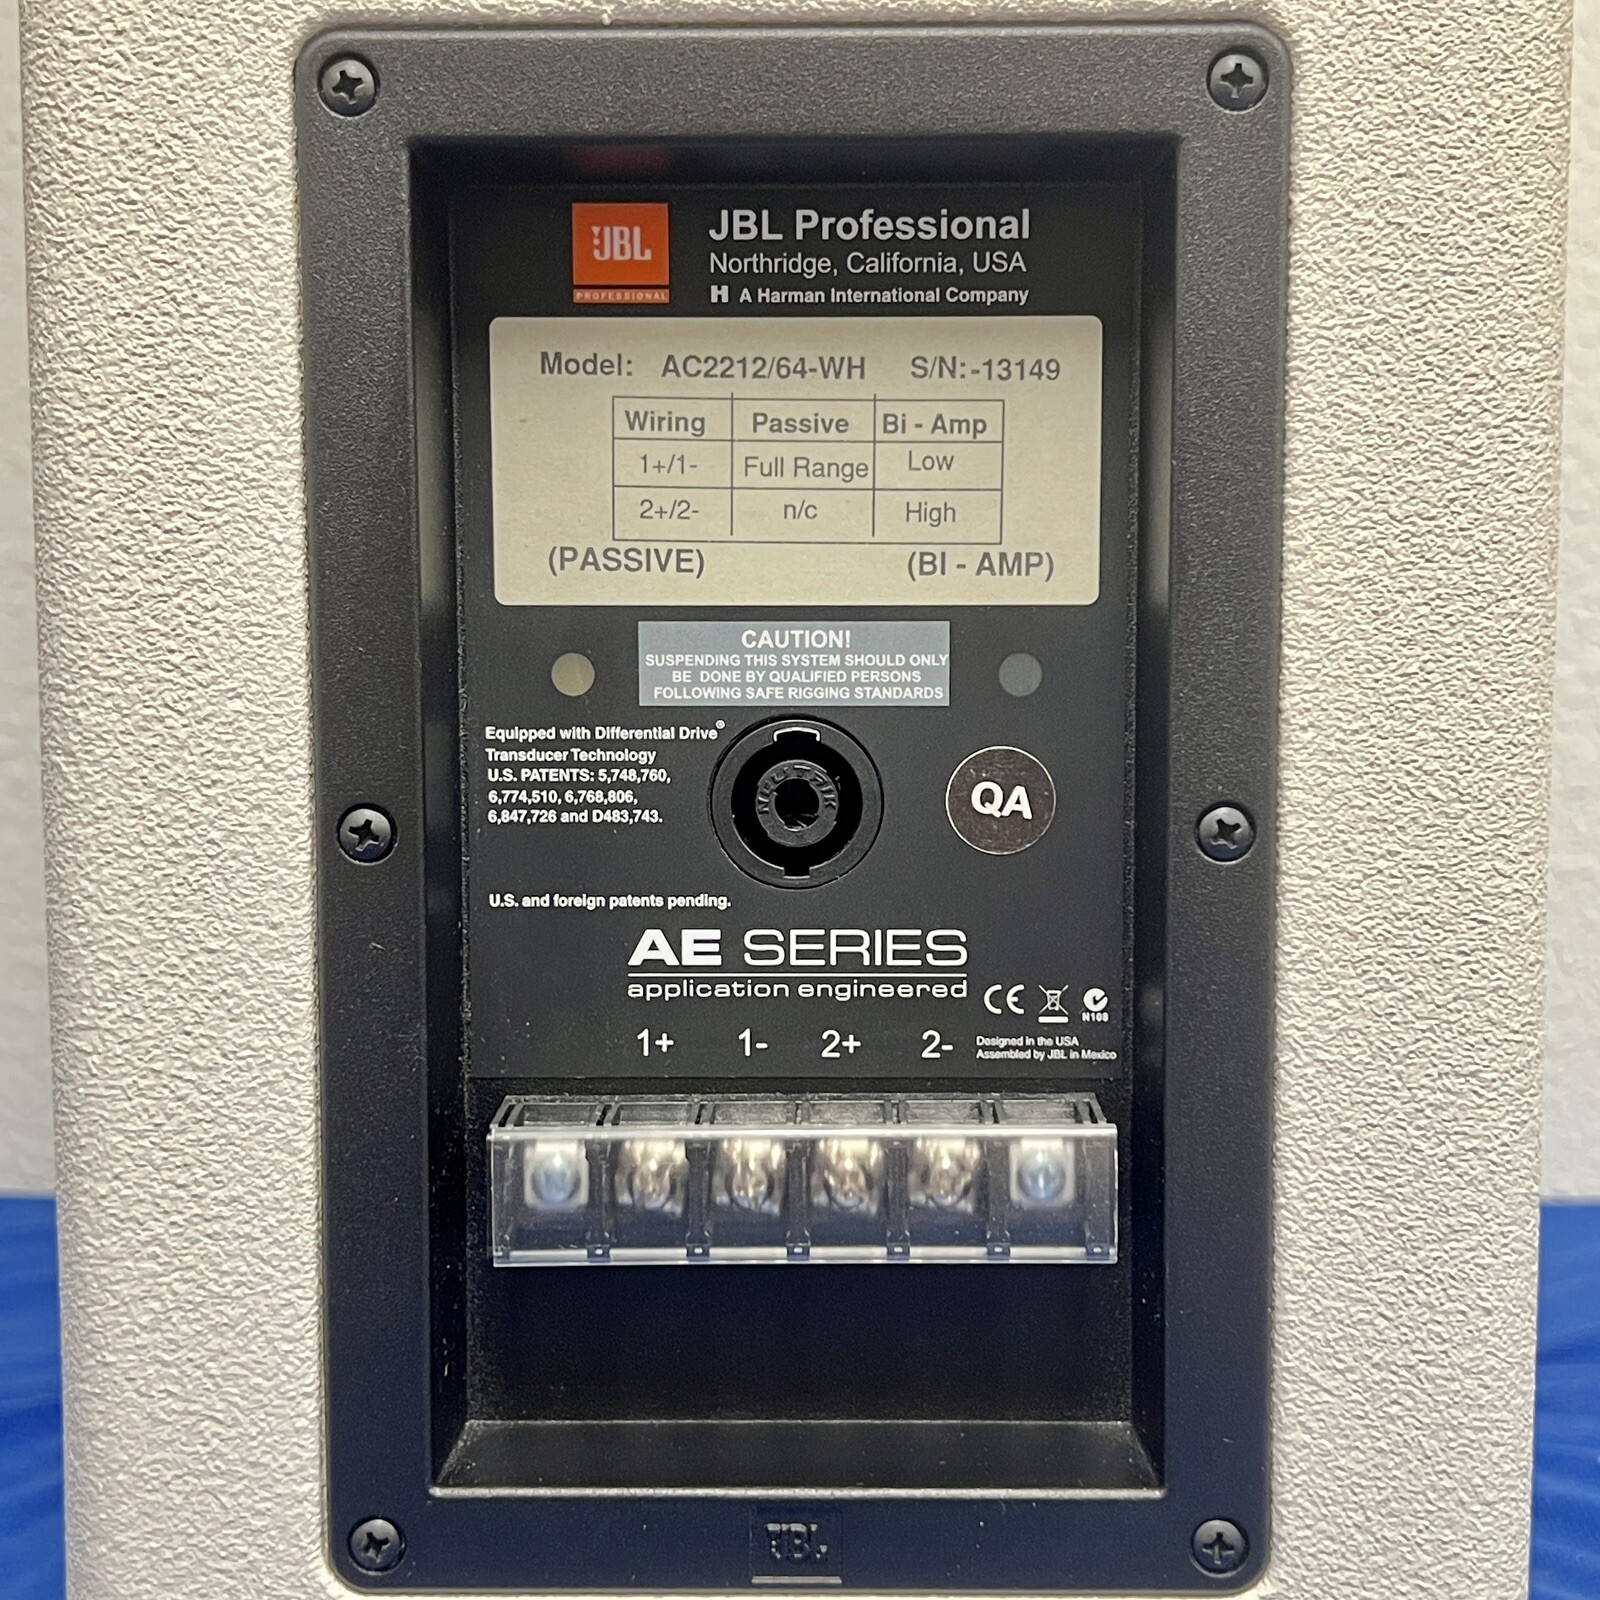 JBL
PROFESSIONAL
JBL Professional
Northridge, California, USA
H A Harman International Company
Model: AC2212/64-WH S/N:-13149
Wiring Passive Bi - Amp
1+/1- Full Range Low
2+/2- n/c High
(PASSIVE) (BI - AMP)
CAUTION!
SUSPENDING THIS SYSTEM SHOULD ONLY
BE DONE BY QUALIFIED PERSONS
FOLLOWING SAFE RIGGING STANDARDS
Equipped with Differential Drive®
Transducer Technology
U.S. PATENTS: 5,748,760,
6,774,510, 6,768,806,
6,847,726 and D483,743.
NEUTRIK
QA
U.S. and foreign patents pending.
AE SERIES
application engineered
CE
N108
1+ 1- 2+ 2-
Designed in the USA
Assembled by JBL in Mexico
JBL